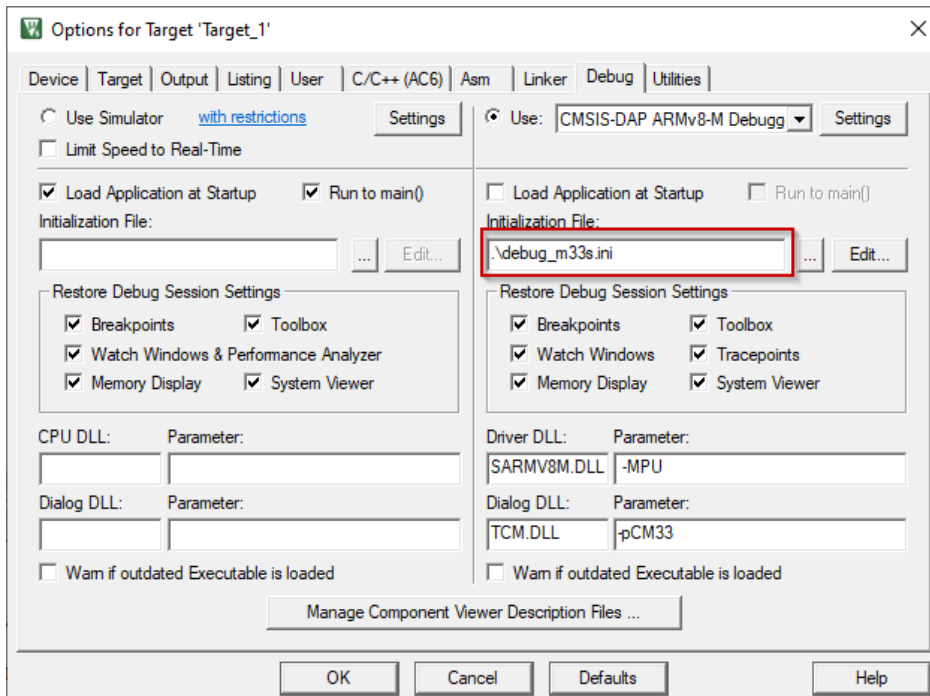 Options for Target 'Target_1'
Device Target Output Listing User C/C++ (AC6) Asm Linker Debug Utilities
Use Simulator with restrictions Settings
Limit Speed to Real-Time
Load Application at Startup Run to main()
Initialization File:
... Edit...
Restore Debug Session Settings
Breakpoints Toolbox
Watch Windows & Performance Analyzer
Memory Display System Viewer
CPU DLL: Parameter:
Dialog DLL: Parameter:
Warn if outdated Executable is loaded
Use: CMSIS-DAP ARMv8-M Debugg Settings
Load Application at Startup Run to main()
Initialization File:
.\debug_m33s.ini ... Edit...
Restore Debug Session Settings
Breakpoints Toolbox
Watch Windows Tracepoints
Memory Display System Viewer
Driver DLL: Parameter:
SARMV8M.DLL -MPU
Dialog DLL: Parameter:
TCM.DLL -pCM33
Warn if outdated Executable is loaded
Manage Component Viewer Description Files ...
OK Cancel Defaults Help